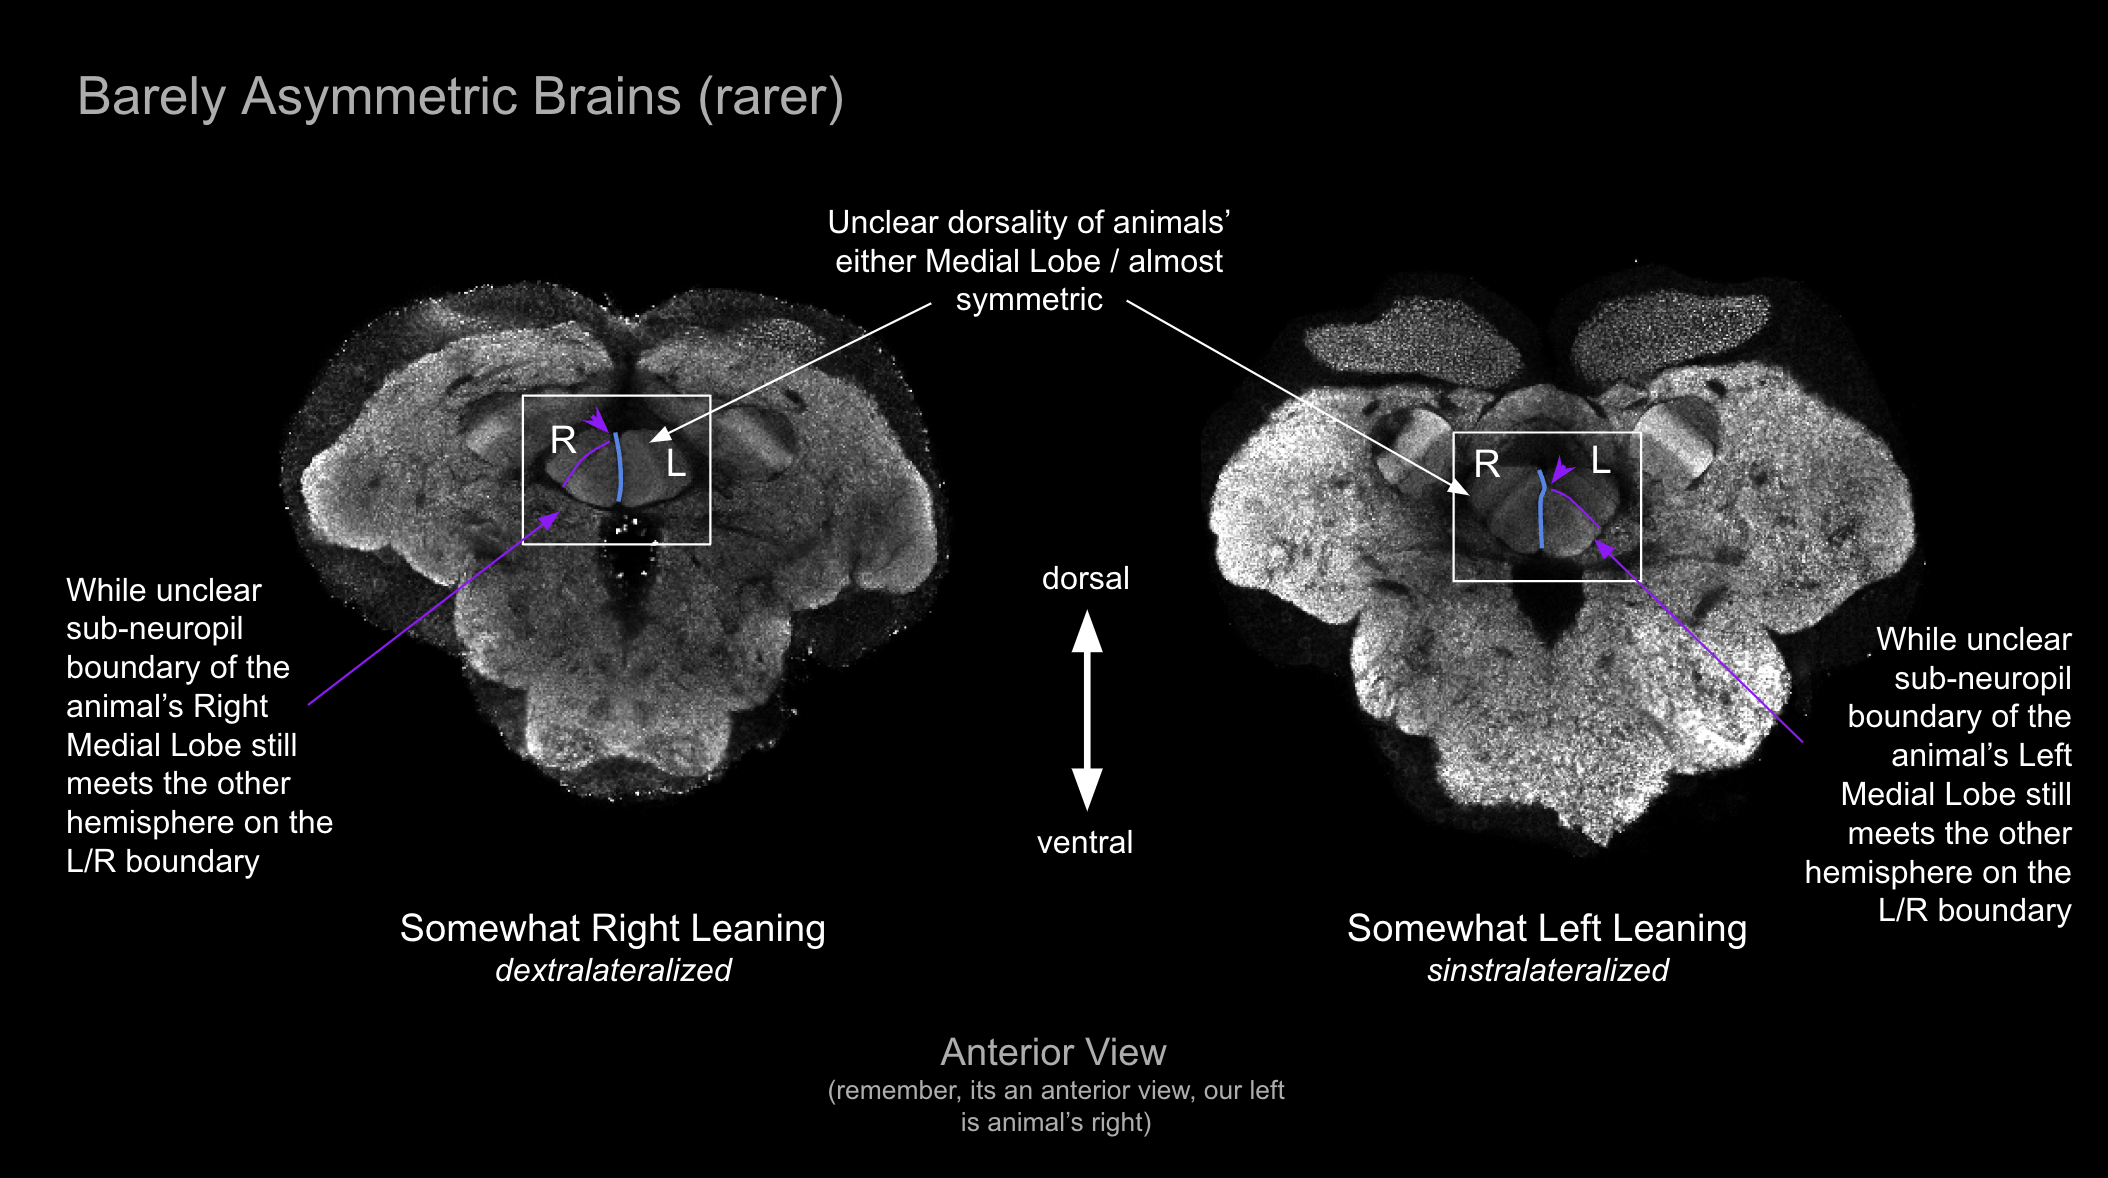 Barely Asymmetric Brains (rarer)
Unclear dorsality of animals’
either Medial Lobe / almost
symmetric
R
L
R
L
While unclear
sub-neuropil
boundary of the
animal’s Right
Medial Lobe still
meets the other
hemisphere on the
L/R boundary
dorsal
ventral
While unclear
sub-neuropil
boundary of the
animal’s Left
Medial Lobe still
meets the other
hemisphere on the
L/R boundary
Somewhat Right Leaning
dextralateralized
Somewhat Left Leaning
sinstralateralized
Anterior View
(remember, its an anterior view, our left
is animal’s right)